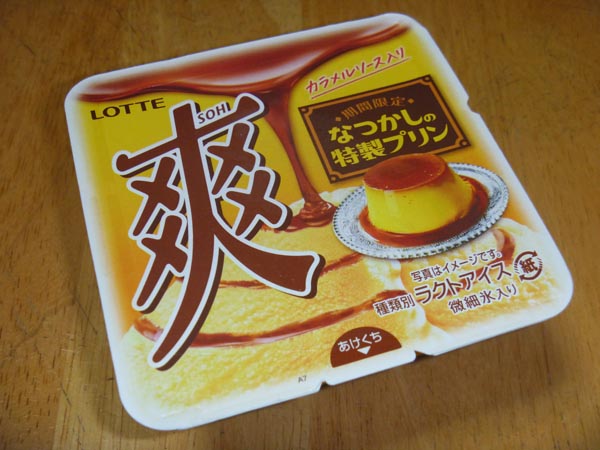 LOTTE
SOHI
爽
カラメルソース入り
期間限定
なつかしの
特製プリン
写真はイメージです。
種類別 ラクトアイス
微細氷入り
紙
あけくち